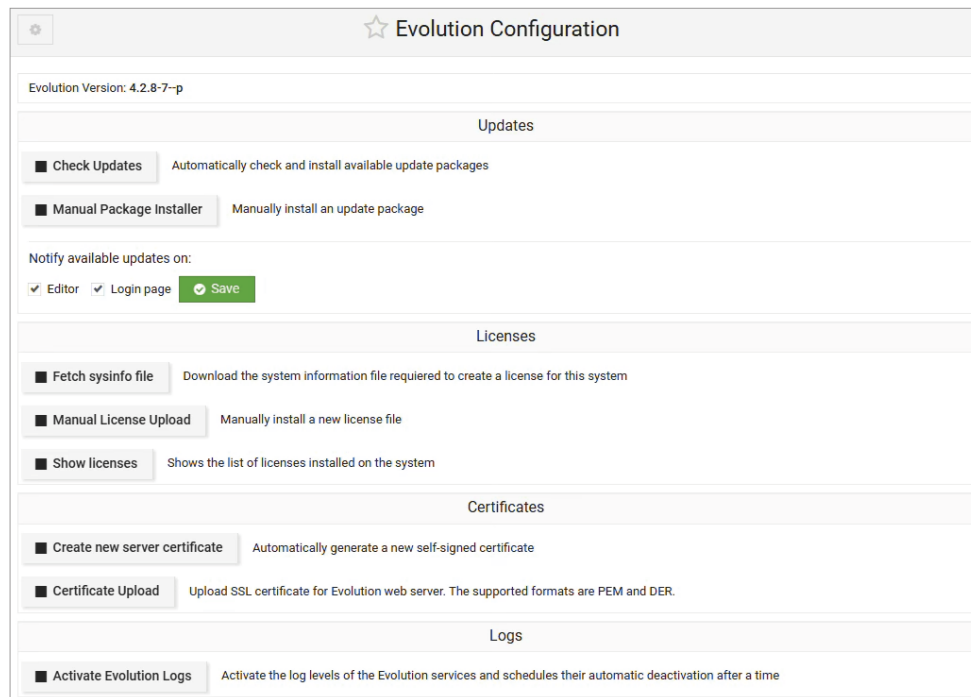 Evolution Configuration
Evolution Version: 4.2.8-7--p
Updates
Check Updates Automatically check and install available update packages
Manual Package Installer Manually install an update package
Notify available updates on:
Editor Login page Save
Licenses
Fetch sysinfo file Download the system information file requiered to create a license for this system
Manual License Upload Manually install a new license file
Show licenses Shows the list of licenses installed on the system
Certificates
Create new server certificate Automatically generate a new self-signed certificate
Certificate Upload Upload SSL certificate for Evolution web server. The supported formats are PEM and DER.
Logs
Activate Evolution Logs Activate the log levels of the Evolution services and schedules their automatic deactivation after a time